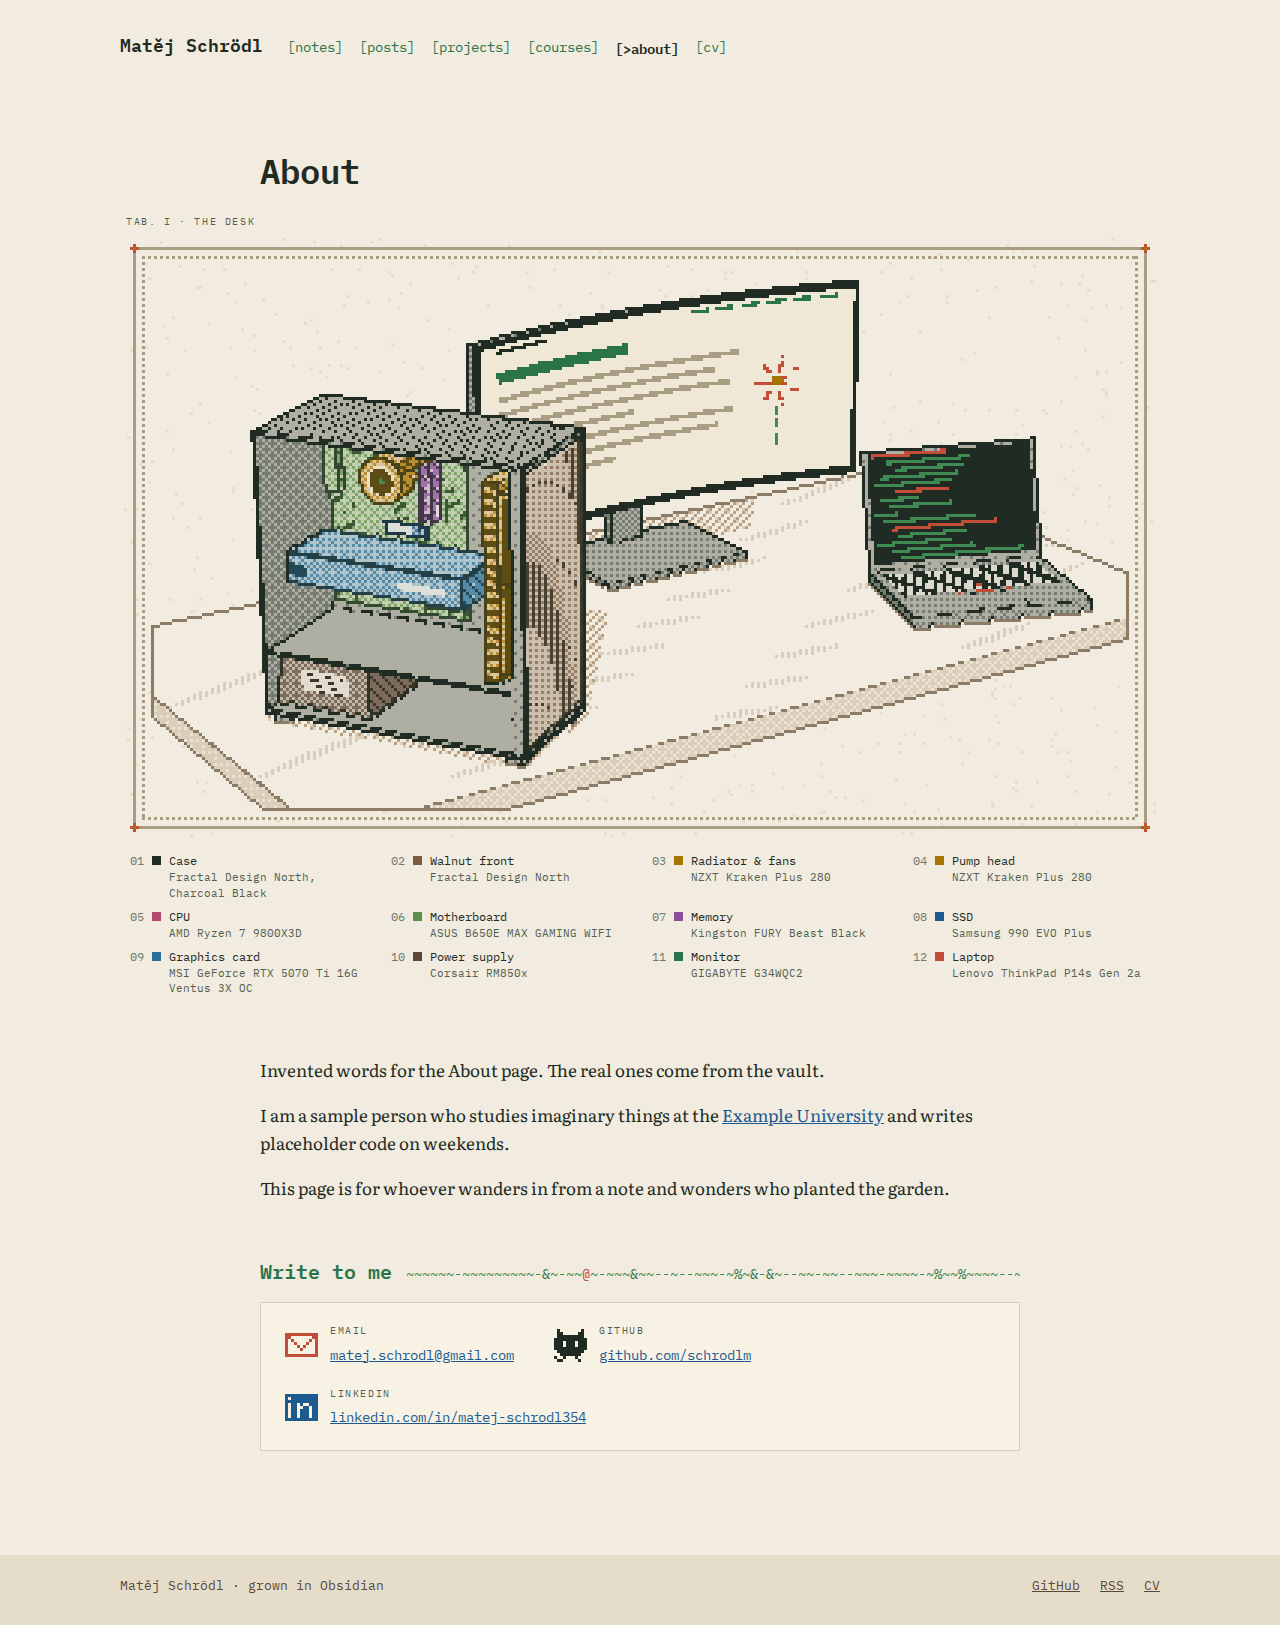 Matěj Schrödl [notes] [posts] [projects] [courses] [>about] [cv]
About
TAB. I · THE DESK
01 Case
Fractal Design North,
Charcoal Black
02 Walnut front
Fractal Design North
03 Radiator & fans
NZXT Kraken Plus 280
04 Pump head
NZXT Kraken Plus 280
05 CPU
AMD Ryzen 7 9800X3D
06 Motherboard
ASUS B650E MAX GAMING WIFI
07 Memory
Kingston FURY Beast Black
08 SSD
Samsung 990 EVO Plus
09 Graphics card
MSI GeForce RTX 5070 Ti 16G
Ventus 3X OC
10 Power supply
Corsair RM850x
11 Monitor
GIGABYTE G34WQC2
12 Laptop
Lenovo ThinkPad P14s Gen 2a
Invented words for the About page. The real ones come from the vault.
I am a sample person who studies imaginary things at the Example University and writes
placeholder code on weekends.
This page is for whoever wanders in from a note and wonders who planted the garden.
Write to me ~~~~~~-~~~~~~~~~-&~-~~@~-~~~&~~--~--~~~-~%~&-&~--~~-~~--~~~-~~~~-~%~~%~~~~--~
EMAIL
matej.schrodl@gmail.com
GITHUB
github.com/schrodlm
LINKEDIN
linkedin.com/in/matej-schrodl354
Matěj Schrödl · grown in Obsidian
GitHub RSS CV